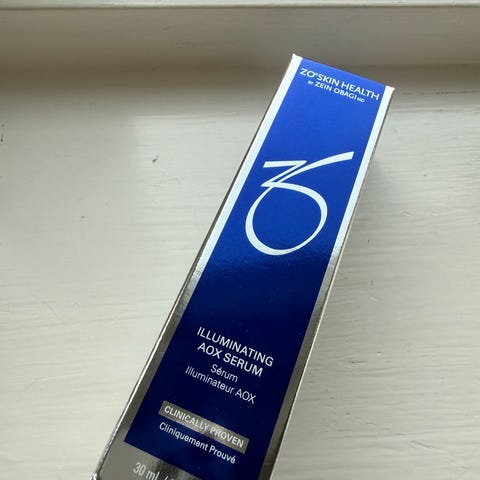 ZO® SKIN HEALTH
BY ZEIN OBAGI MD
ZO
ILLUMINATING
AOX SERUM
Sérum
Illuminateur AOX
CLINICALLY PROVEN
Cliniquement Prouvé
30 ml /